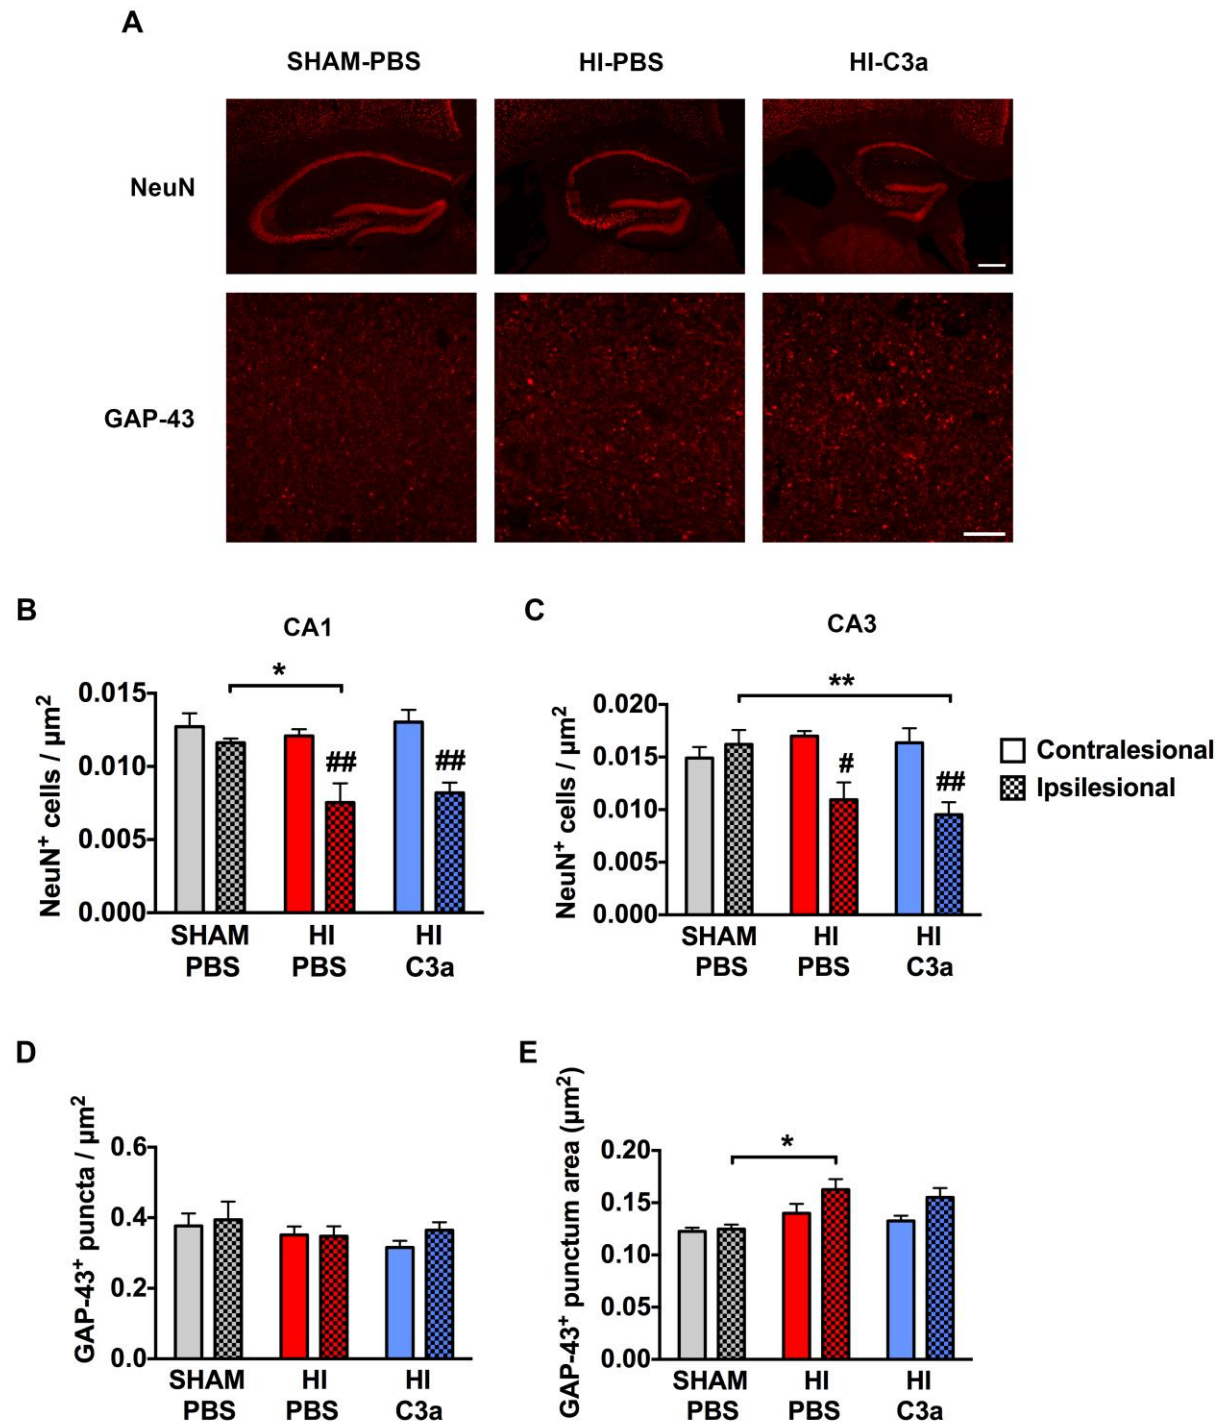 A
SHAM-PBS HI-PBS HI-C3a
NeuN
GAP-43
B
CA1
*
NeuN⁺ cells / µm²
0.015
0.010
0.005
0.000
## ##
SHAM HI HI
PBS PBS C3a
C
CA3
**
NeuN⁺ cells / µm²
0.020
0.015
0.010
0.005
0.000
# ##
SHAM HI HI
PBS PBS C3a
Contralesional
Ipsilesional
D
GAP-43⁺ puncta / µm²
0.6
0.4
0.2
0.0
SHAM HI HI
PBS PBS C3a
E
GAP-43⁺ punctum area (µm²)
0.20
0.15
0.10
0.05
0.00
*
SHAM HI HI
PBS PBS C3a